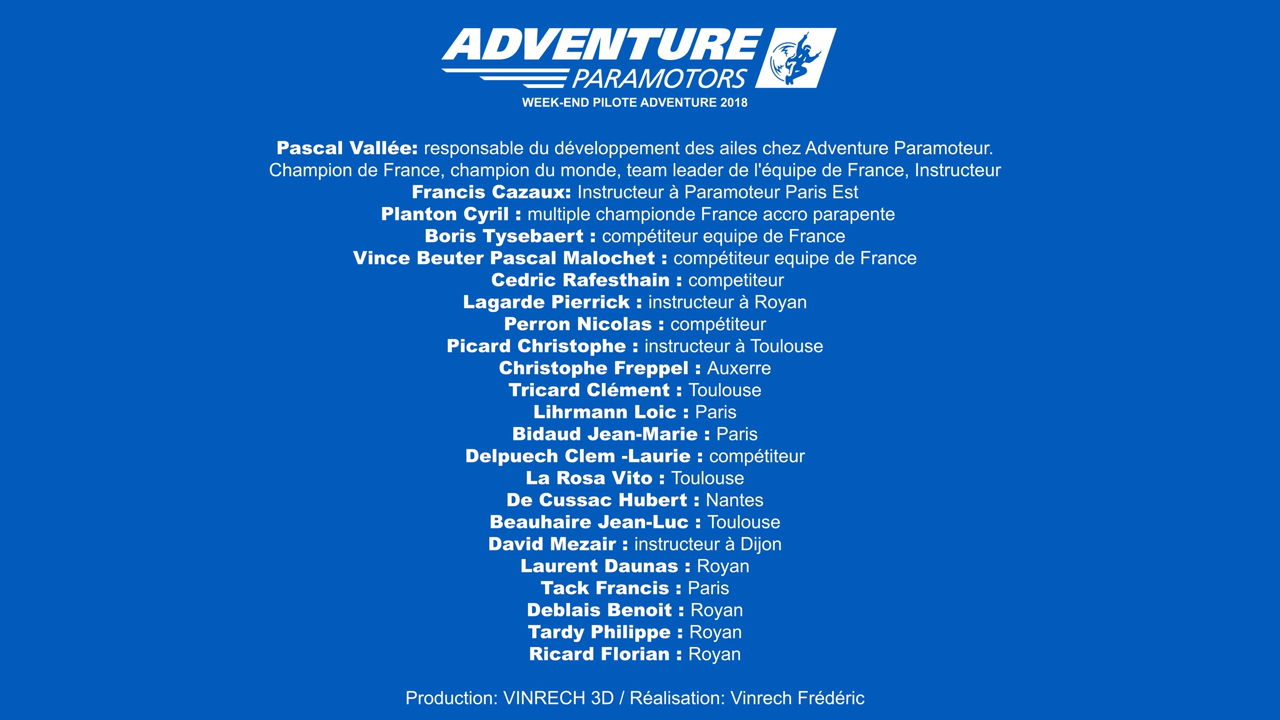 ADVENTURE
PARAMOTORS
WEEK-END PILOTE ADVENTURE 2018
Pascal Vallée: responsable du développement des ailes chez Adventure Paramoteur.
Champion de France, champion du monde, team leader de l'équipe de France, Instructeur
Francis Cazaux: Instructeur à Paramoteur Paris Est
Planton Cyril : multiple championde France accro parapente
Boris Tysebaert : compétiteur equipe de France
Vince Beuter Pascal Malochet : compétiteur equipe de France
Cedric Rafesthain : competiteur
Lagarde Pierrick : instructeur à Royan
Perron Nicolas : compétiteur
Picard Christophe : instructeur à Toulouse
Christophe Freppel : Auxerre
Tricard Clément : Toulouse
Lihrmann Loic : Paris
Bidaud Jean-Marie : Paris
Delpuech Clem -Laurie : compétiteur
La Rosa Vito : Toulouse
De Cussac Hubert : Nantes
Beauhaire Jean-Luc : Toulouse
David Mezair : instructeur à Dijon
Laurent Daunas : Royan
Tack Francis : Paris
Deblais Benoit : Royan
Tardy Philippe : Royan
Ricard Florian : Royan
Production: VINRECH 3D / Réalisation: Vinrech Frédéric